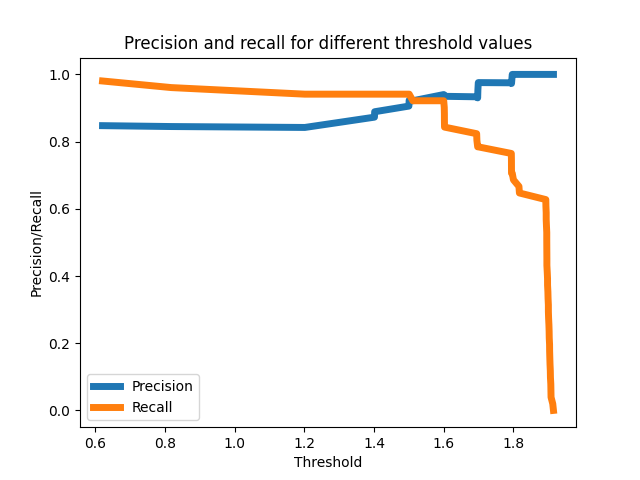 Precision and recall for different threshold values
1.0
0.8
0.6
0.4
0.2
0.0
Precision/Recall
Precision
Recall
0.6 0.8 1.0 1.2 1.4 1.6 1.8
Threshold